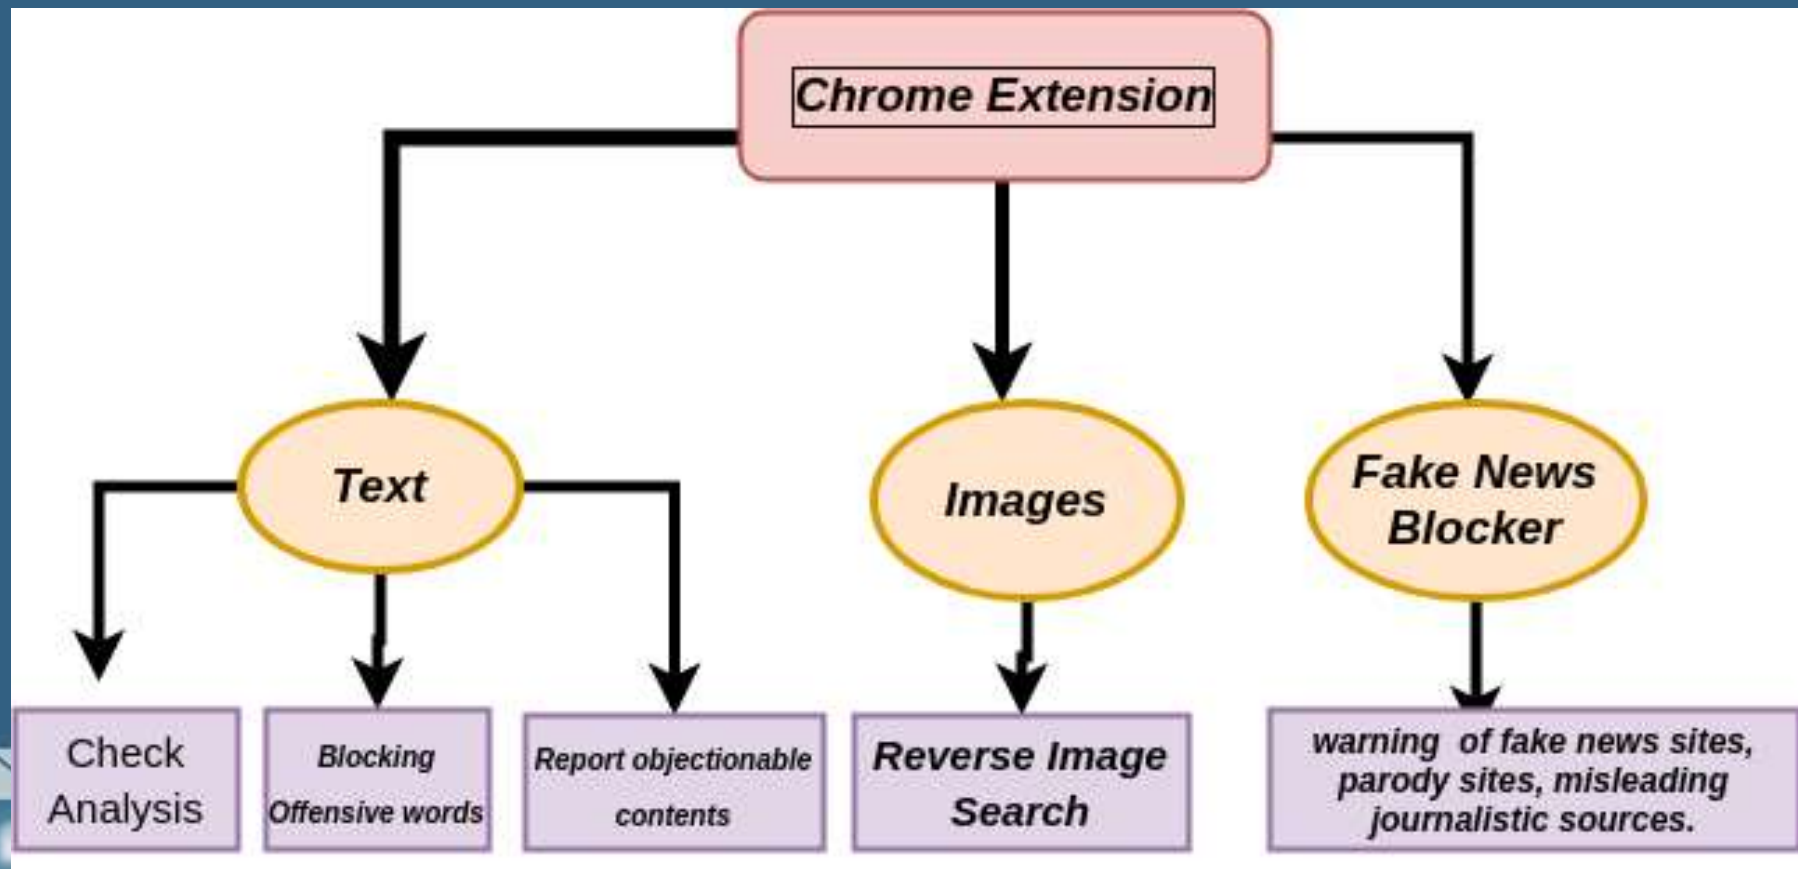 Chrome Extension
Text
Images
Fake News
Blocker
Check
Analysis
Blocking
Offensive words
Report objectionable
contents
Reverse Image
Search
warning of fake news sites,
parody sites, misleading
journalistic sources.